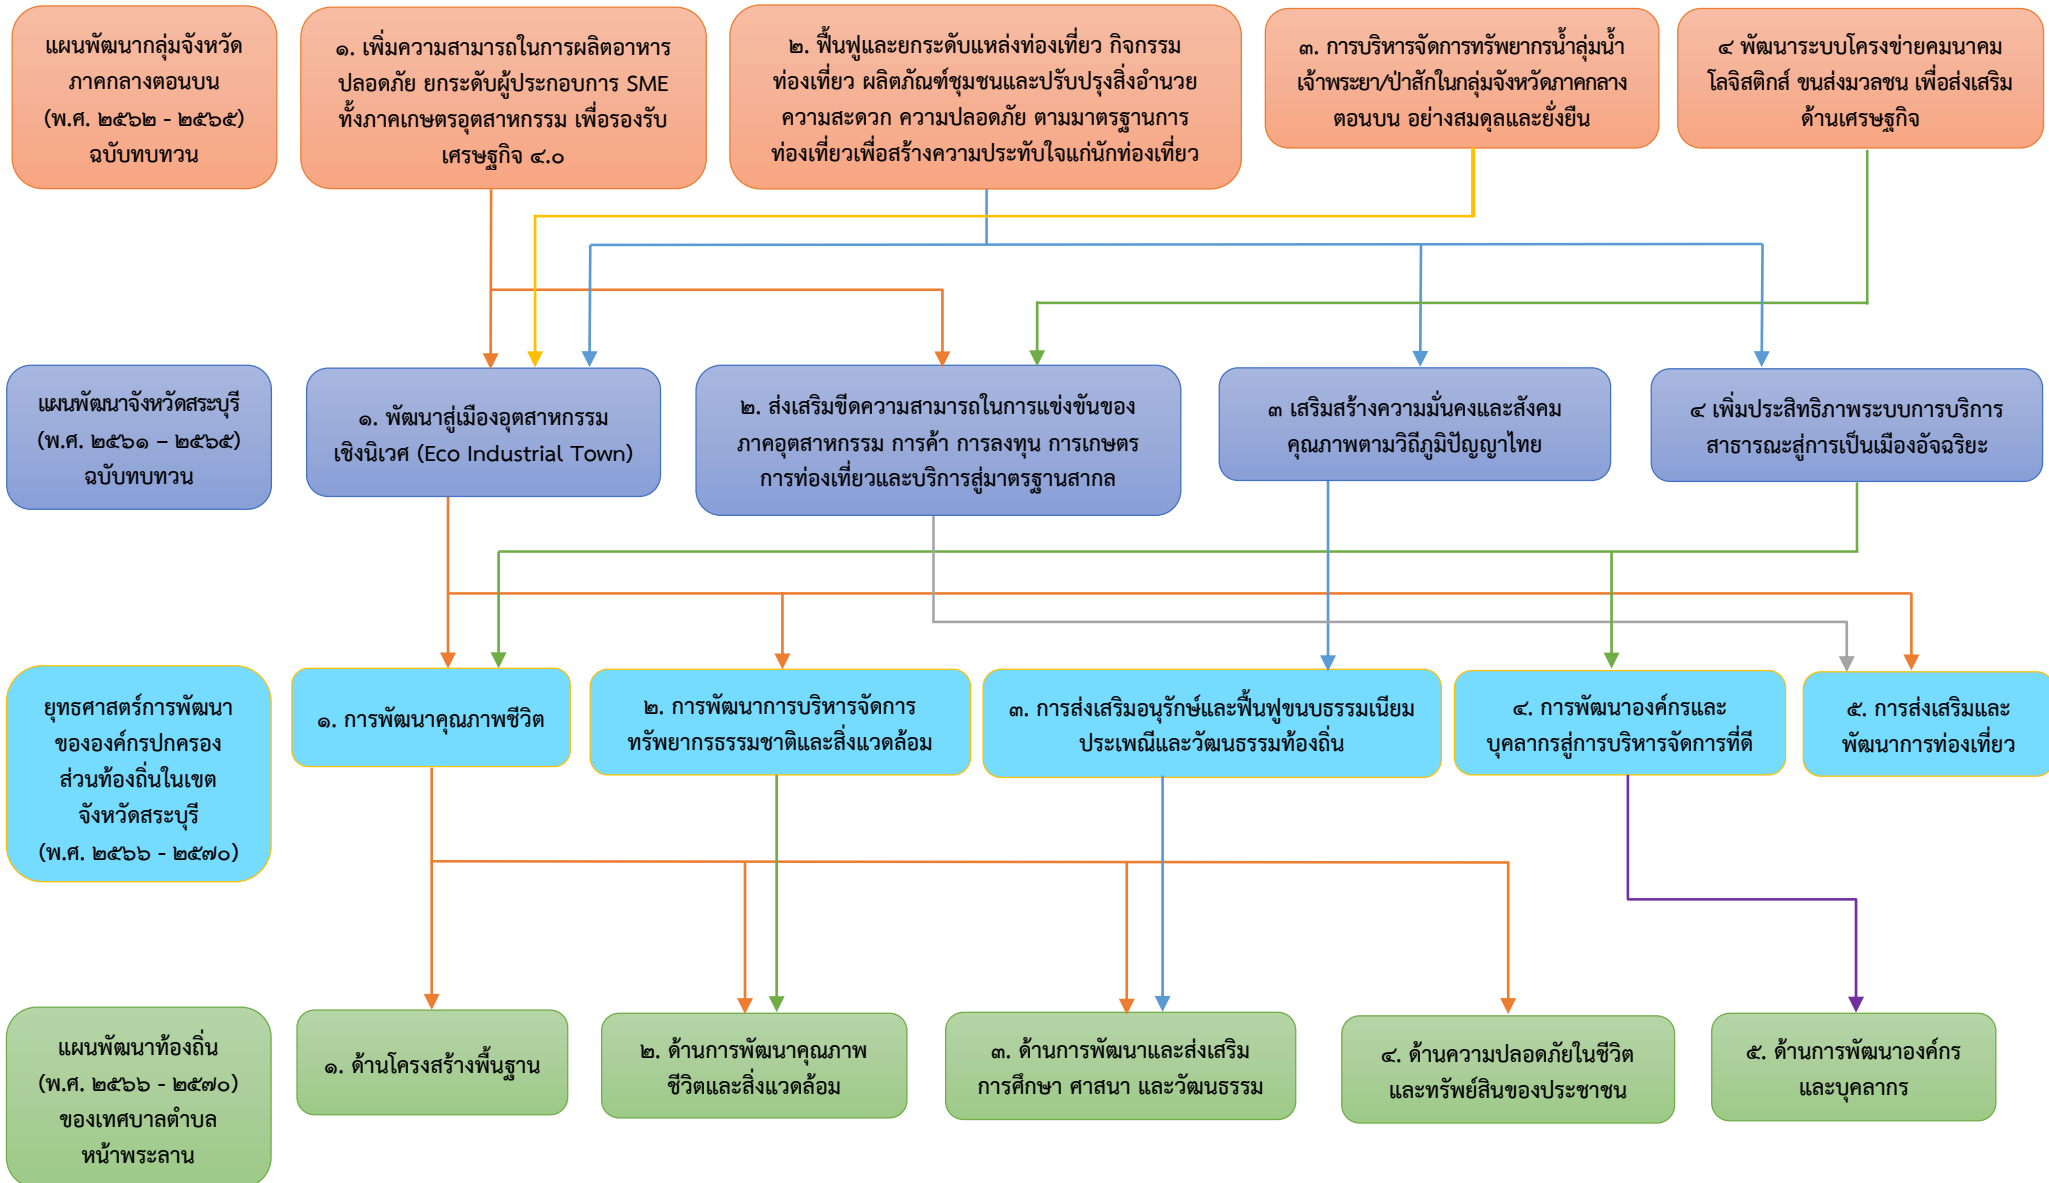 แผนพัฒนากลุ่มจังหวัด
ภาคกลางตอนบน
(พ.ศ. ๒๕๖๒ - ๒๕๖๕)
ฉบับทบทวน
๑. เพิ่มความสามารถในการผลิตอาหาร
ปลอดภัย ยกระดับผู้ประกอบการ SME
ทั้งภาคเกษตรอุตสาหกรรม เพื่อรองรับ
เศรษฐกิจ ๔.๐
๒. ฟื้นฟูและยกระดับแหล่งท่องเที่ยว กิจกรรม
ท่องเที่ยว ผลิตภัณฑ์ชุมชนและปรับปรุงสิ่งอำนวย
ความสะดวก ความปลอดภัย ตามมาตรฐานการ
ท่องเที่ยวเพื่อสร้างความประทับใจแก่นักท่องเที่ยว
๓. การบริหารจัดการทรัพยากรน้ำลุ่มน้ำ
เจ้าพระยา/ป่าสักในกลุ่มจังหวัดภาคกลาง
ตอนบน อย่างสมดุลและยั่งยืน
๔ พัฒนาระบบโครงข่ายคมนาคม
โลจิสติกส์ ขนส่งมวลชน เพื่อส่งเสริม
ด้านเศรษฐกิจ
แผนพัฒนาจังหวัดสระบุรี
(พ.ศ. ๒๕๖๑ – ๒๕๖๕)
ฉบับทบทวน
๑. พัฒนาสู่เมืองอุตสาหกรรม
เชิงนิเวศ (Eco Industrial Town)
๒. ส่งเสริมขีดความสามารถในการแข่งขันของ
ภาคอุตสาหกรรม การค้า การลงทุน การเกษตร
การท่องเที่ยวและบริการสู่มาตรฐานสากล
๓ เสริมสร้างความมั่นคงและสังคม
คุณภาพตามวิถีภูมิปัญญาไทย
๔ เพิ่มประสิทธิภาพระบบการบริการ
สาธารณะสู่การเป็นเมืองอัจฉริยะ
ยุทธศาสตร์การพัฒนา
ขององค์กรปกครอง
ส่วนท้องถิ่นในเขต
จังหวัดสระบุรี
(พ.ศ. ๒๕๖๖ - ๒๕๗๐)
๑. การพัฒนาคุณภาพชีวิต
๒. การพัฒนาการบริหารจัดการ
ทรัพยากรธรรมชาติและสิ่งแวดล้อม
๓. การส่งเสริมอนุรักษ์และฟื้นฟูขนบธรรมเนียม
ประเพณีและวัฒนธรรมท้องถิ่น
๔. การพัฒนาองค์กรและ
บุคลากรสู่การบริหารจัดการที่ดี
๕. การส่งเสริมและ
พัฒนาการท่องเที่ยว
แผนพัฒนาท้องถิ่น
(พ.ศ. ๒๕๖๖ - ๒๕๗๐)
ของเทศบาลตำบล
หน้าพระลาน
๑. ด้านโครงสร้างพื้นฐาน
๒. ด้านการพัฒนาคุณภาพ
ชีวิตและสิ่งแวดล้อม
๓. ด้านการพัฒนาและส่งเสริม
การศึกษา ศาสนา และวัฒนธรรม
๔. ด้านความปลอดภัยในชีวิต
และทรัพย์สินของประชาชน
๕. ด้านการพัฒนาองค์กร
และบุคลากร